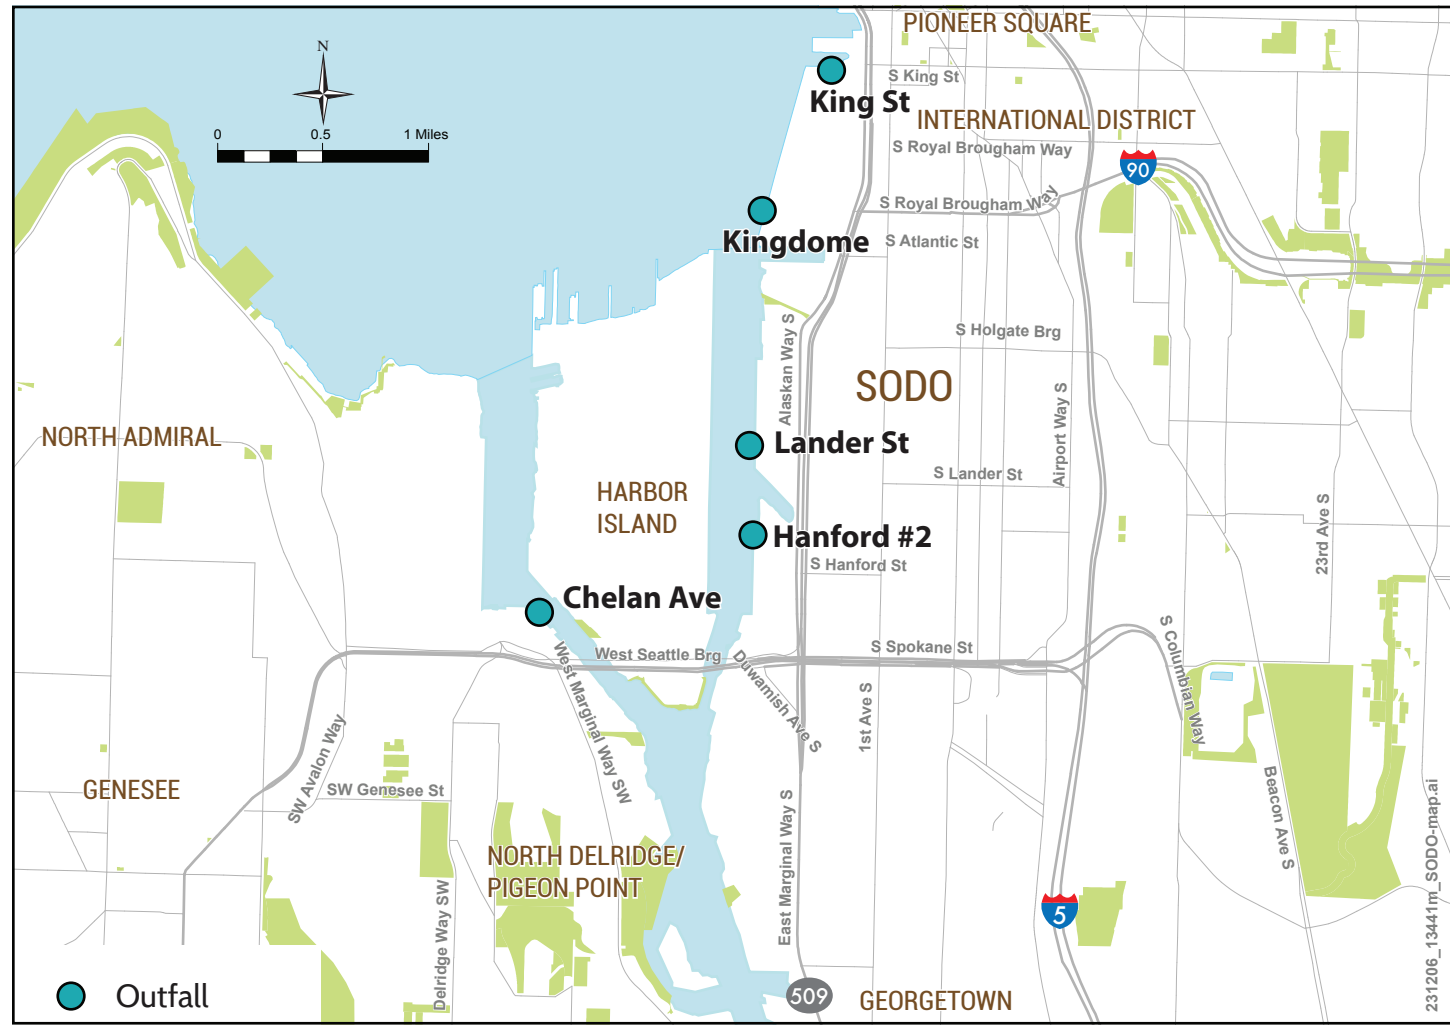 PIONEER SQUARE
N
S King St
King St
INTERNATIONAL DISTRICT
0 0.5 1 Miles
S Royal Brougham Way
90
S Royal Brougham Way
Kingdome
S Atlantic St
S Holgate Brg
Alaskan Way S
SODO
Airport Way S
NORTH ADMIRAL
Lander St
S Lander St
HARBOR
ISLAND
23rd Ave S
Hanford #2
S Hanford St
Chelan Ave
S Columbian Way
West Seattle Brg
S Spokane St
West Marginal Way SW
Duwamish Ave S
1st Ave S
SW Avalon Way
GENESEE
SW Genesee St
Beacon Ave S
East Marginal Way S
NORTH DELRIDGE/
PIGEON POINT
Delridge Way SW
5
Outfall
509
GEORGETOWN
231206_13441m_SODO-map.ai